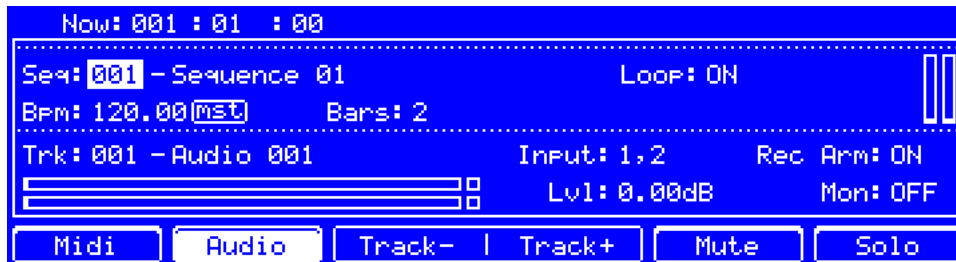 Now: 001 : 01 : 00
Seq: 001 - Sequence 01 Loop: ON
Bpm: 120.00 mst Bars: 2
Trk: 001 - Audio 001 Input: 1,2 Rec Arm: ON
Lvl: 0.00dB Mon: OFF
Midi Audio Track- | Track+ Mute Solo